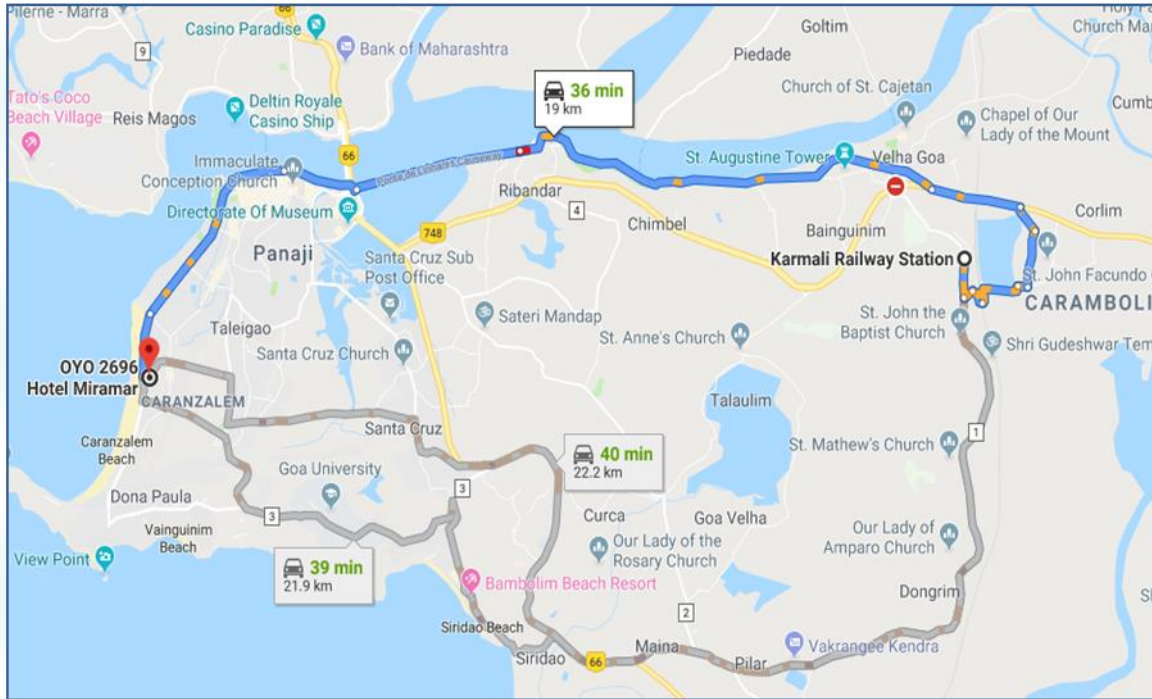 Pilerne - Marra
66
Goltim
Church Mar
Casino Paradise
Bank of Maharashtra
Piedade
9
36 min
19 km
Church of St. Cajetan
Cumb
Tato's Coco
Beach Village
Reis Magos
Deltin Royale
Casino Ship
Chapel of Our
Lady of the Mount
66
Immaculate
Conception Church
Ponte de Linhares Causeway
St. Augustine Tower
Velha Goa
Ribandar
Directorate Of Museum
4
Chimbel
Bainguinim
Corlim
748
Panaji
Santa Cruz Sub
Post Office
Karmali Railway Station
St. John Facundo
CARAMBOLI
Sateri Mandap
St. John the
Baptist Church
Taleigao
St. Anne's Church
Shri Gudeshwar Tem
Santa Cruz Church
OYO 2696
Hotel Miramar
CARANZALEM
Talaulim
Santa Cruz
1
Caranzalem
Beach
St. Mathew's Church
40 min
22.2 km
Goa University
3
Dona Paula
3
Curca
Goa Velha
Vainguinim
Beach
Our Lady of
Amparo Church
Our Lady of the
Rosary Church
View Point
39 min
21.9 km
Bambolim Beach Resort
Dongrim
2
Siridao Beach
Siridao
Maina
Vakrangee Kendra
66
Pilar